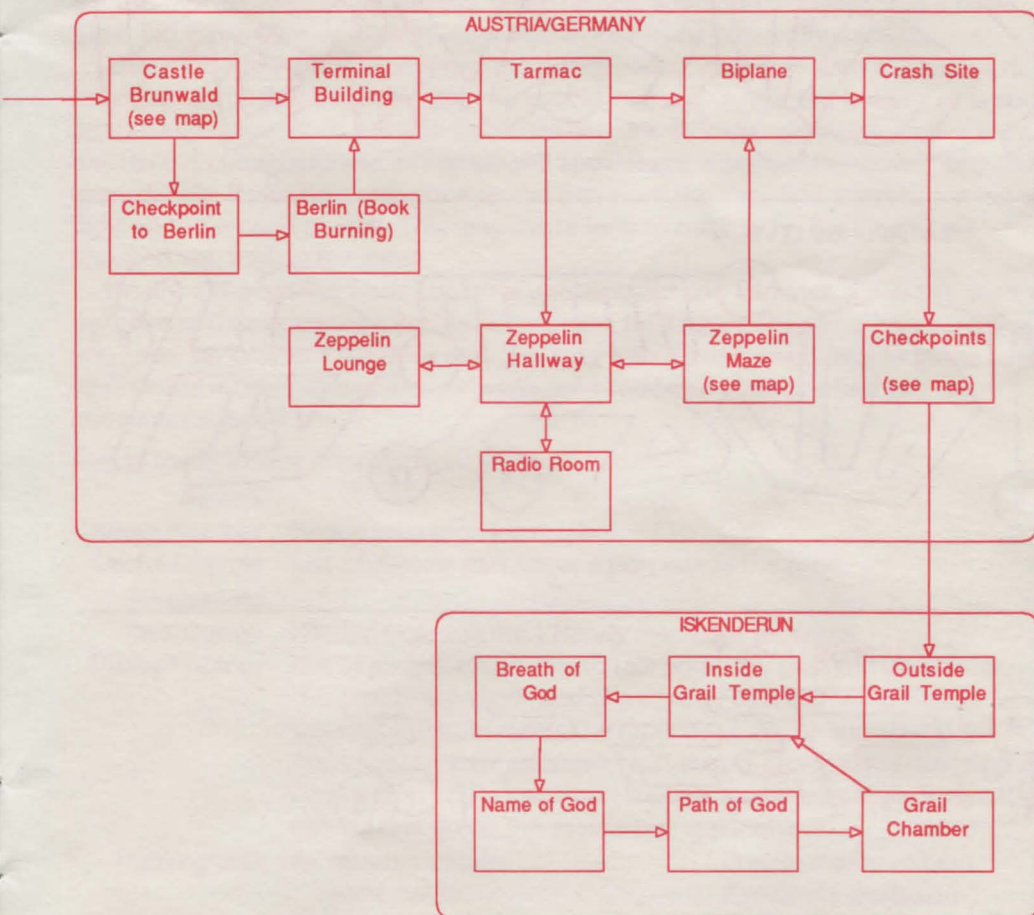 AUSTRIA/GERMANY
Castle
Brunwald
(see map)
Terminal
Building
Tarmac
Biplane
Crash Site
Checkpoint
to Berlin
Berlin (Book
Burning)
Zeppelin
Lounge
Zeppelin
Hallway
Zeppelin
Maze
(see map)
Checkpoints
(see map)
Radio Room
ISKENDERUN
Breath of
God
Inside
Grail Temple
Outside
Grail Temple
Name of God
Path of God
Grail
Chamber